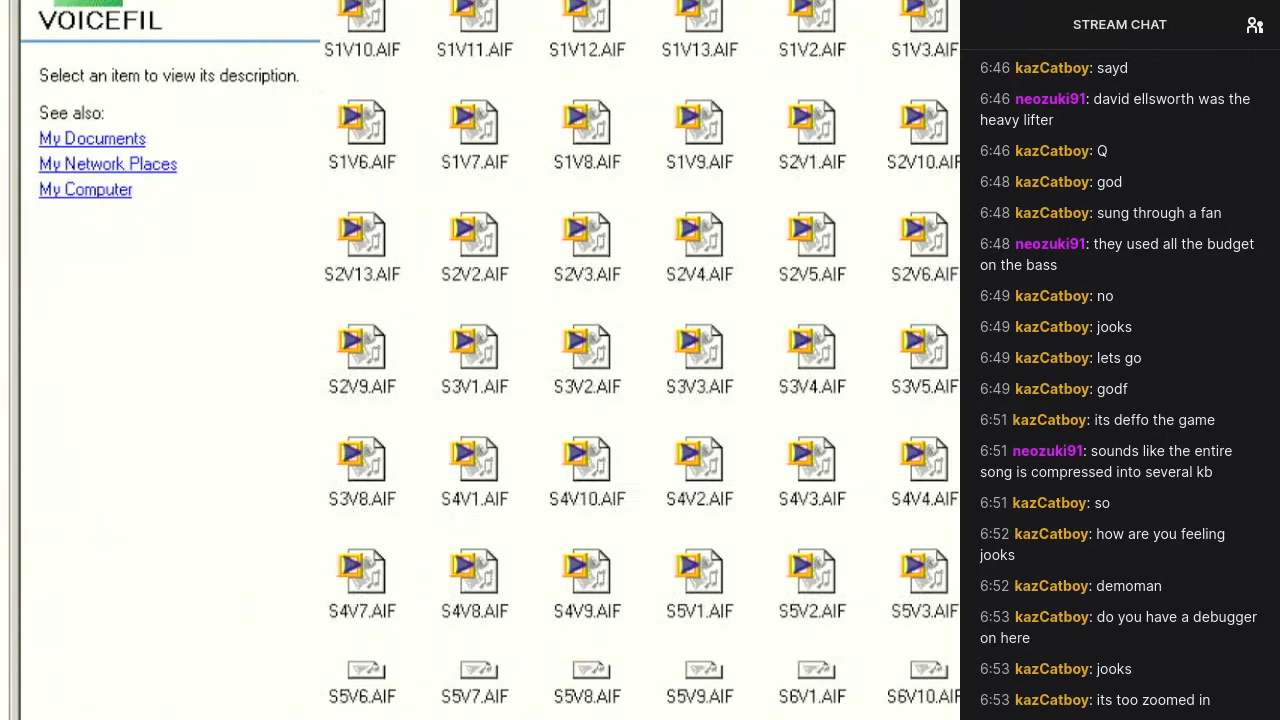 VOICEFIL
Select an item to view its description.
See also:
My Documents
My Network Places
My Computer
S1V10.AIF S1V11.AIF S1V12.AIF S1V13.AIF S1V2.AIF S1V3.AIF
S1V6.AIF S1V7.AIF S1V8.AIF S1V9.AIF S2V1.AIF S2V10.AIF
S2V13.AIF S2V2.AIF S2V3.AIF S2V4.AIF S2V5.AIF S2V6.AIF
S2V9.AIF S3V1.AIF S3V2.AIF S3V3.AIF S3V4.AIF S3V5.AIF
S3V8.AIF S4V1.AIF S4V10.AIF S4V2.AIF S4V3.AIF S4V4.AIF
S4V7.AIF S4V8.AIF S4V9.AIF S5V1.AIF S5V2.AIF S5V3.AIF
S5V6.AIF S5V7.AIF S5V8.AIF S5V9.AIF S6V1.AIF S6V10.AIF
STREAM CHAT
6:46 kazCatboy: sayd
6:46 neozuki91: david ellsworth was the
heavy lifter
6:46 kazCatboy: Q
6:48 kazCatboy: god
6:48 kazCatboy: sung through a fan
6:48 neozuki91: they used all the budget
on the bass
6:49 kazCatboy: no
6:49 kazCatboy: jooks
6:49 kazCatboy: lets go
6:49 kazCatboy: godf
6:51 kazCatboy: its deffo the game
6:51 neozuki91: sounds like the entire
song is compressed into several kb
6:51 kazCatboy: so
6:52 kazCatboy: how are you feeling
jooks
6:52 kazCatboy: demoman
6:53 kazCatboy: do you have a debugger
on here
6:53 kazCatboy: jooks
6:53 kazCatboy: its too zoomed in